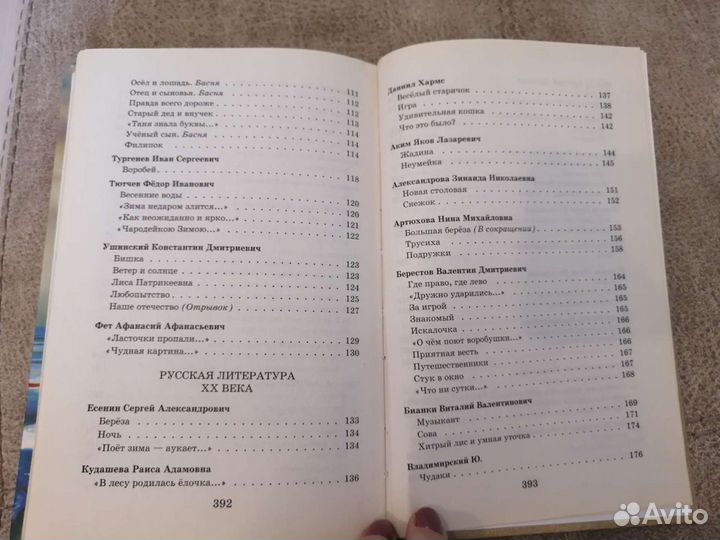 Осёл и лошадь. Басня . . . 111
Отец и сыновья. Басня . . . 112
Правда всего дороже . . . 112
Старый дед и внучек . . . 112
«Таня знала буквы...» . . . 113
Учёный сын. Басня . . . 114
Филипок . . . 114
Тургенев Иван Сергеевич
Воробей . . . 118
Тютчев Фёдор Иванович
Весенние воды . . . 120
«Зима недаром злится...» . . . 120
«Как неожиданно и ярко...» . . . 121
«Чародейкою Зимою...» . . . 122
Ушинский Константин Дмитриевич
Бишка . . . 123
Ветер и солнце . . . 123
Лиса Патрикеевна . . . 124
Любопытство . . . 125
Наше отечество (Отрывок) . . . 127
Фет Афанасий Афанасьевич
«Ласточки пропали...» . . . 129
«Чудная картина...» . . . 130
РУССКАЯ ЛИТЕРАТУРА
XX ВЕКА
Есенин Сергей Александрович
Берёза . . . 133
Ночь . . . 134
«Поёт зима — аукает...» . . . 134
Кудашева Раиса Адамовна
«В лесу родилась ёлочка...» . . . 136
392
Даниил Хармс
Весёлый старичок . . . 137
Игра . . . 138
Удивительная кошка . . . 142
Что это было? . . . 142
Аким Яков Лазаревич
Жадина . . . 144
Неумейка . . . 145
Александрова Зинаида Николаевна
Новая столовая . . . 151
Снежок . . . 152
Артюхова Нина Михайловна
Большая берёза (В сокращении) . . . 153
Трусиха . . . 156
Подружки . . . 158
Берестов Валентин Дмитриевич
Где право, где лево . . . 164
«Дружно ударились...» . . . 165
За игрой . . . 165
Знакомый . . . 165
Искалочка . . . 166
«О чём поют воробушки...» . . . 166
Приятная весть . . . 166
Путешественники . . . 167
Стук в окно . . . 167
«Что ни сутки...» . . . 168
Бианки Виталий Валентинович
Музыкант . . . 169
Сова . . . 171
Хитрый лис и умная уточка . . . 174
Владимирский Ю.
Чудаки . . . 176
393
Avito